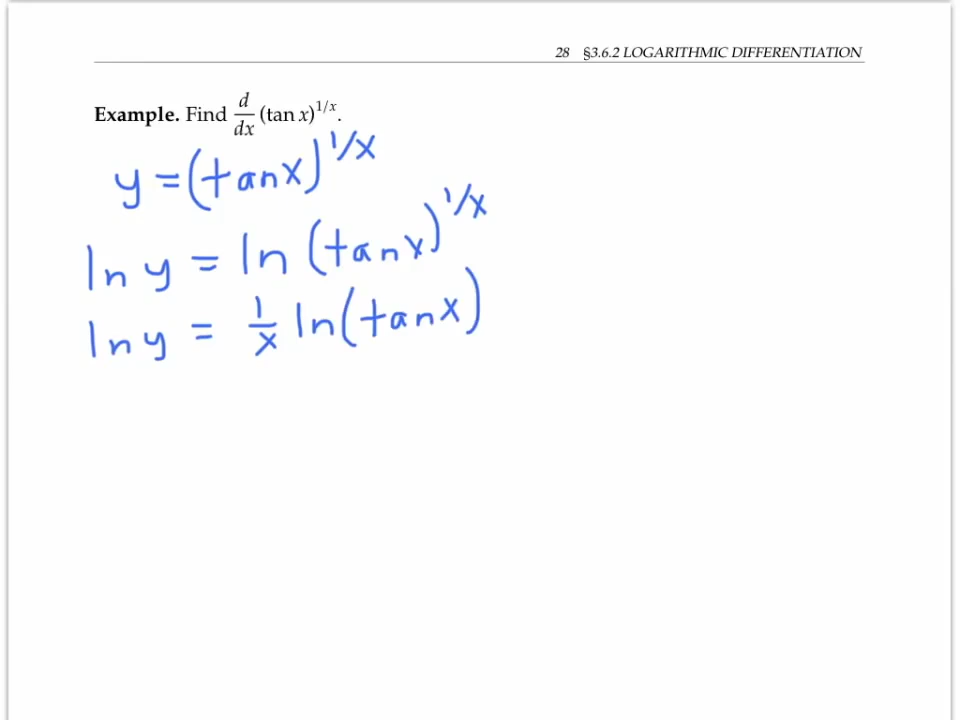 28 §3.6.2 LOGARITHMIC DIFFERENTIATION
Example. Find d/dx (tan x)^{1/x}.
y = (tanx)^{1/x}
ln y = ln (tanx)^{1/x}
ln y = 1/x ln(tanx)